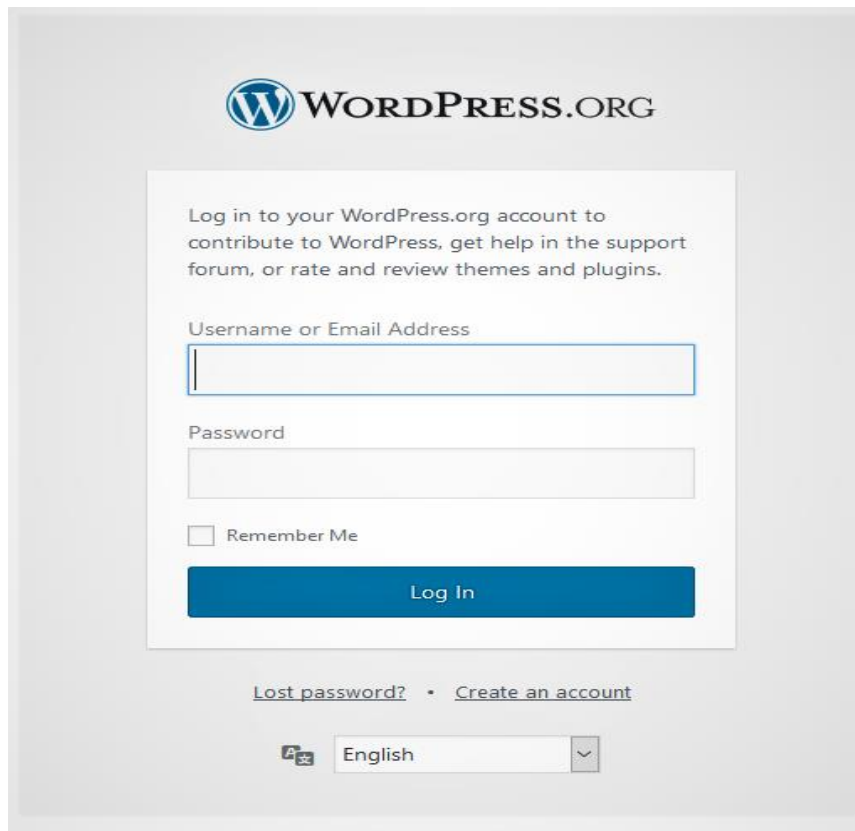 WORDPRESS.ORG
Log in to your WordPress.org account to
contribute to WordPress, get help in the support
forum, or rate and review themes and plugins.
Username or Email Address
Password
Remember Me
Log In
Lost password? • Create an account
English